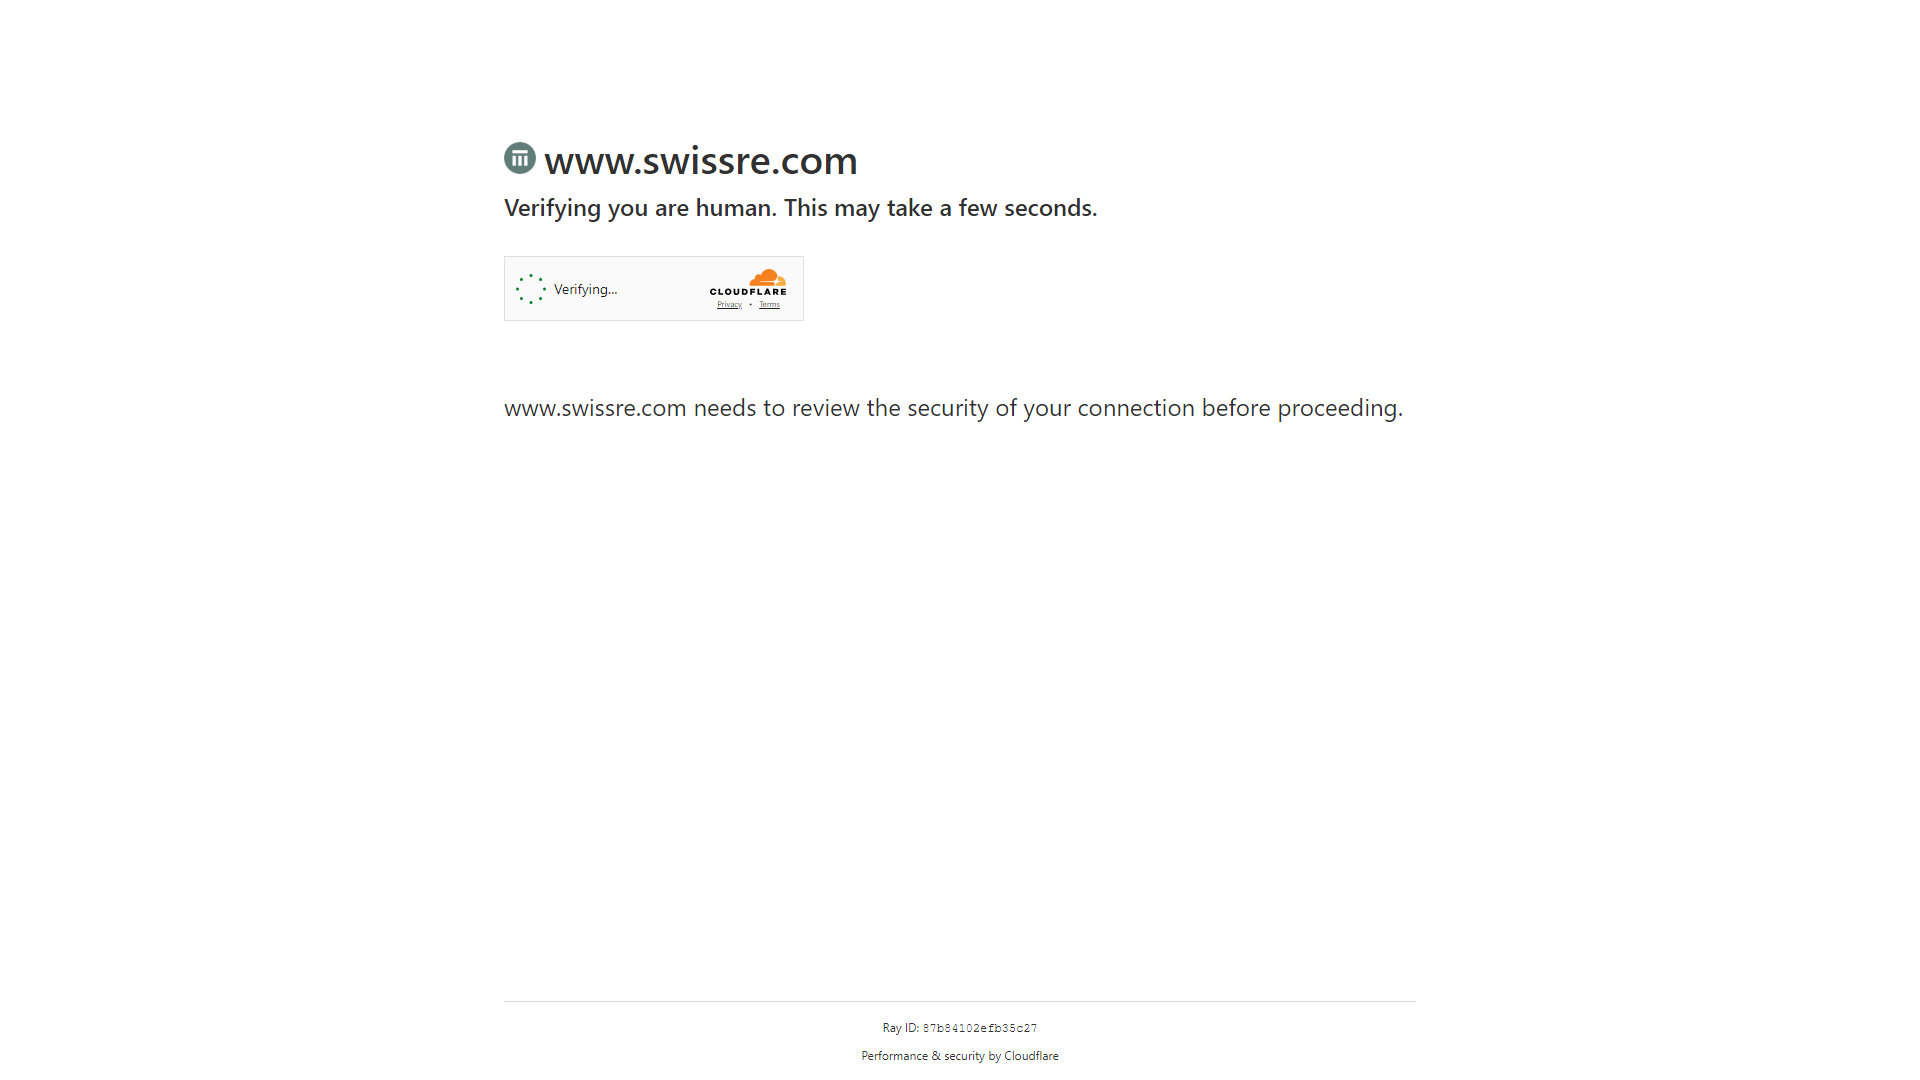 www.swissre.com
Verifying you are human. This may take a few seconds.
Verifying...
CLOUDFLARE
Privacy • Terms
www.swissre.com needs to review the security of your connection before proceeding.
Ray ID: 87b84102efb35c27
Performance & security by Cloudflare